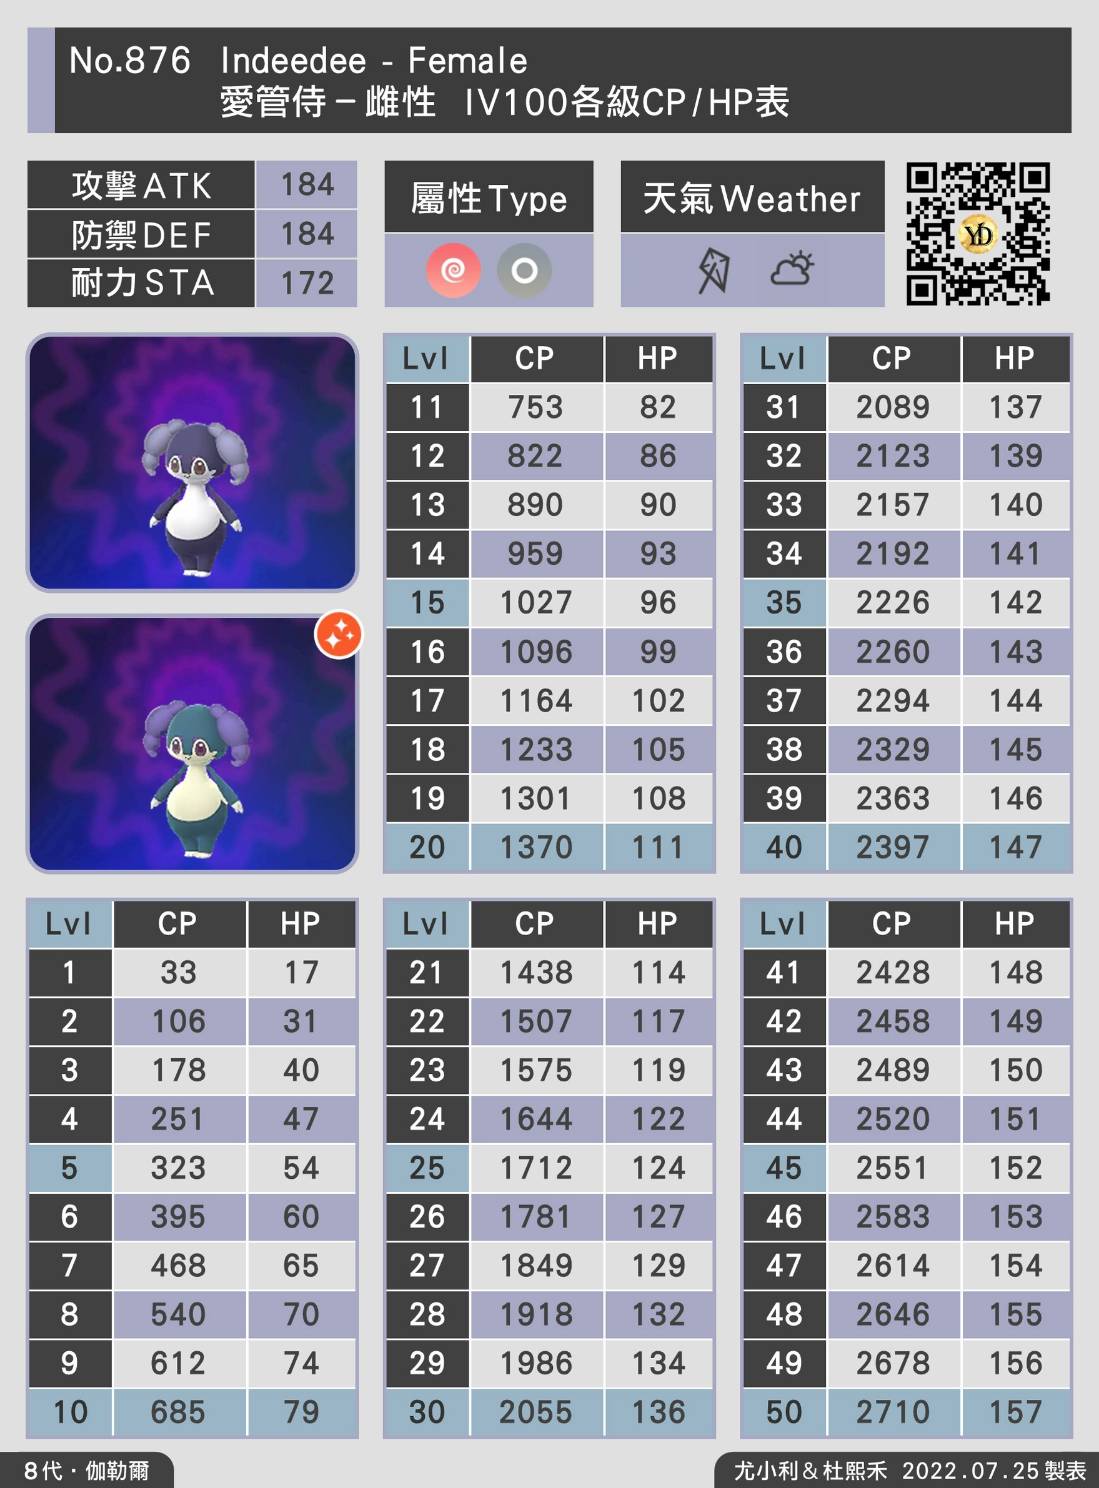 No.876 Indeedee - Female
愛管侍－雌性 IV100各級CP/HP表
攻擊ATK 184
防禦DEF 184
耐力STA 172
屬性Type
天氣Weather
YD
Lvl CP HP
11 753 82
12 822 86
13 890 90
14 959 93
15 1027 96
16 1096 99
17 1164 102
18 1233 105
19 1301 108
20 1370 111
Lvl CP HP
31 2089 137
32 2123 139
33 2157 140
34 2192 141
35 2226 142
36 2260 143
37 2294 144
38 2329 145
39 2363 146
40 2397 147
Lvl CP HP
1 33 17
2 106 31
3 178 40
4 251 47
5 323 54
6 395 60
7 468 65
8 540 70
9 612 74
10 685 79
Lvl CP HP
21 1438 114
22 1507 117
23 1575 119
24 1644 122
25 1712 124
26 1781 127
27 1849 129
28 1918 132
29 1986 134
30 2055 136
Lvl CP HP
41 2428 148
42 2458 149
43 2489 150
44 2520 151
45 2551 152
46 2583 153
47 2614 154
48 2646 155
49 2678 156
50 2710 157
8代·伽勒爾
尤小利&杜熙禾 2022.07.25製表